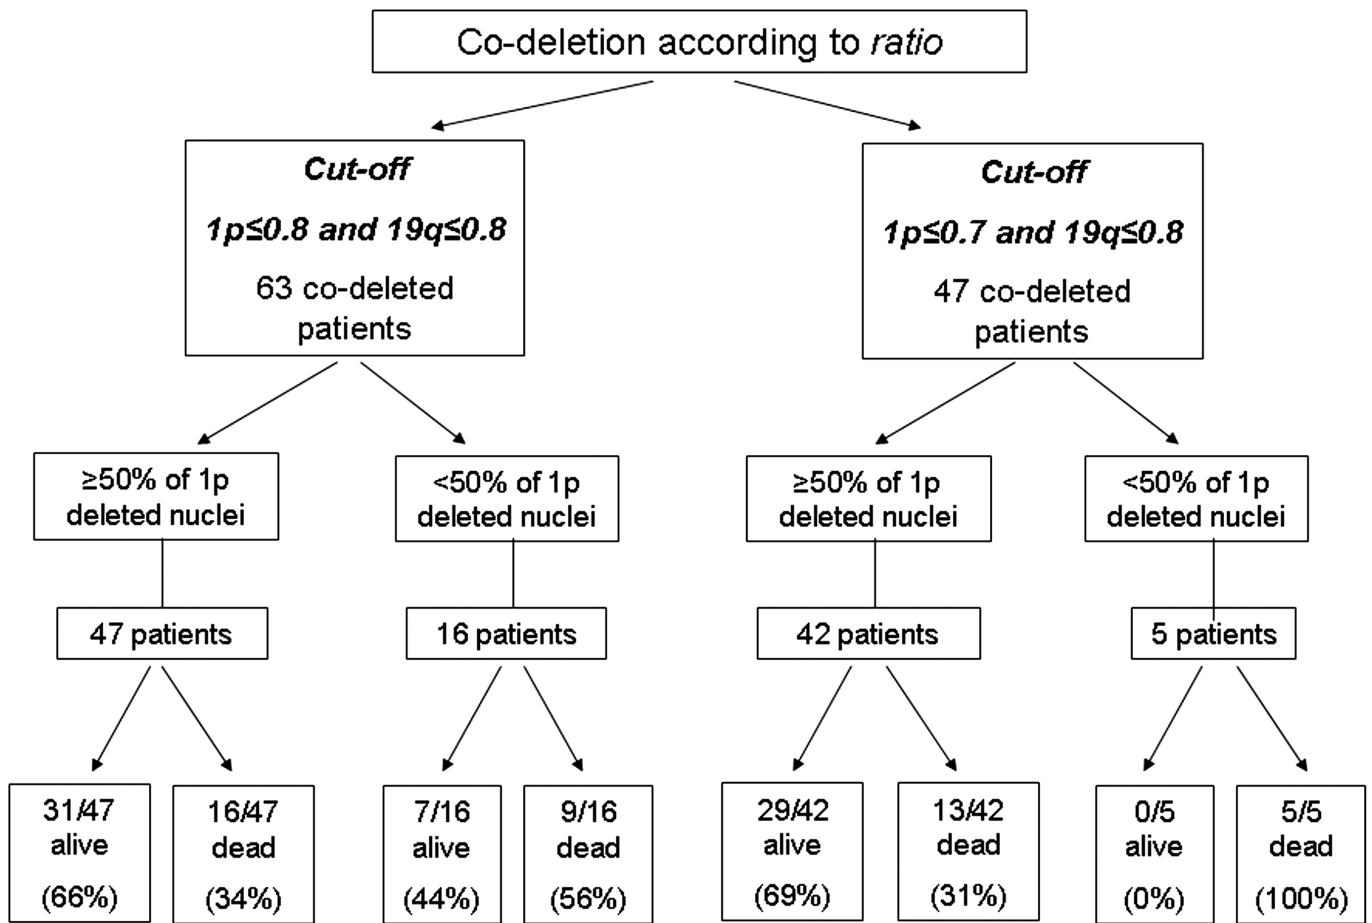 Co-deletion according to ratio
Cut-off
1p≤0.8 and 19q≤0.8
63 co-deleted
patients
Cut-off
1p≤0.7 and 19q≤0.8
47 co-deleted
patients
≥50% of 1p
deleted nuclei
<50% of 1p
deleted nuclei
≥50% of 1p
deleted nuclei
<50% of 1p
deleted nuclei
47 patients
16 patients
42 patients
5 patients
31/47
alive
(66%)
16/47
dead
(34%)
7/16
alive
(44%)
9/16
dead
(56%)
29/42
alive
(69%)
13/42
dead
(31%)
0/5
alive
(0%)
5/5
dead
(100%)